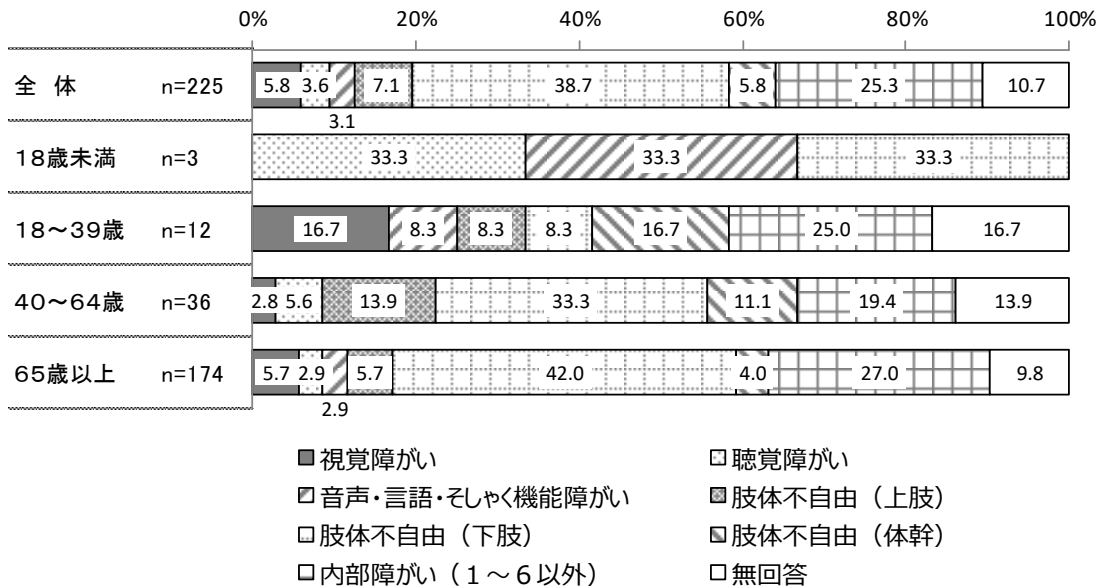 0% 20% 40% 60% 80% 100%
全 体 n=225 5.8 3.6 7.1 38.7 5.8 25.3 10.7
3.1
18歳未満 n=3 33.3 33.3 33.3
18～39歳 n=12 16.7 8.3 8.3 8.3 16.7 25.0 16.7
40～64歳 n=36 2.8 5.6 13.9 33.3 11.1 19.4 13.9
65歳以上 n=174 5.7 2.9 5.7 42.0 4.0 27.0 9.8
2.9
視覚障がい 聴覚障がい
音声・言語・そしゃく機能障がい 肢体不自由（上肢）
肢体不自由（下肢） 肢体不自由（体幹）
内部障がい（１～６以外） 無回答